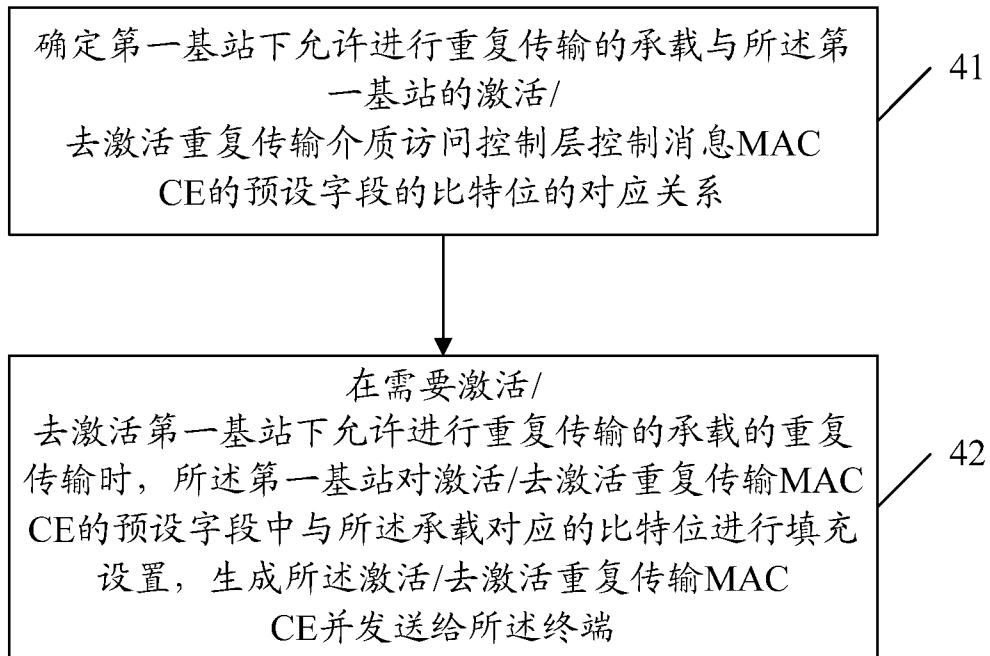 确定第一基站下允许进行重复传输的承载与所述第
一基站的激活/
去激活重复传输介质访问控制层控制消息MAC
CE的预设字段的比特位的对应关系
41
在需要激活/
去激活第一基站下允许进行重复传输的承载的重复
传输时，所述第一基站对激活/去激活重复传输MAC
CE的预设字段中与所述承载对应的比特位进行填充
设置，生成所述激活/去激活重复传输MAC
CE并发送给所述终端
42